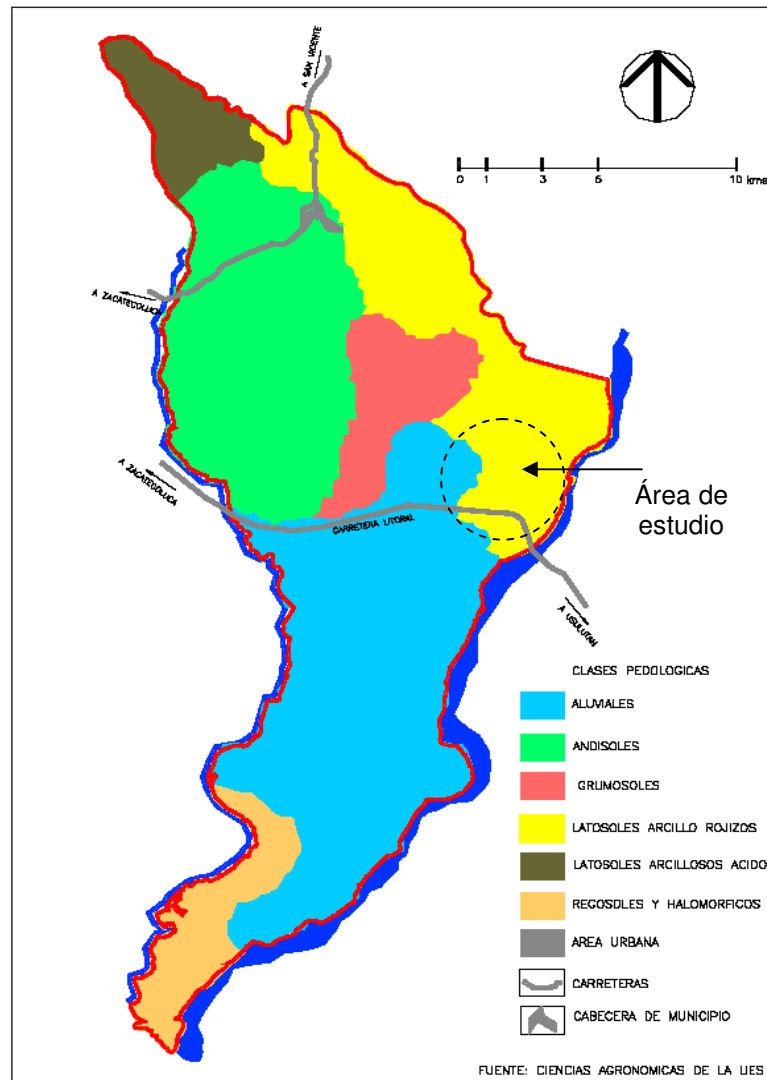 A SAN VICENTE
0 1 3 5 10 kms
A ZACATECOLUCA
A ZACATECOLUCA
Área de
estudio
CARRETERA LITORAL
A USULUTAN
CLASES PEDOLOGICAS
ALUVIALES
ANDISOLES
GRUMOSOLES
LATOSOLES ARCILLO ROJIZOS
LATOSOLES ARCILLOSOS ACIDO
REGOSOLES Y HALOMORFICOS
AREA URBANA
CARRETERAS
CABECERA DE MUNICIPIO
FUENTE: CIENCIAS AGRONOMICAS DE LA UES